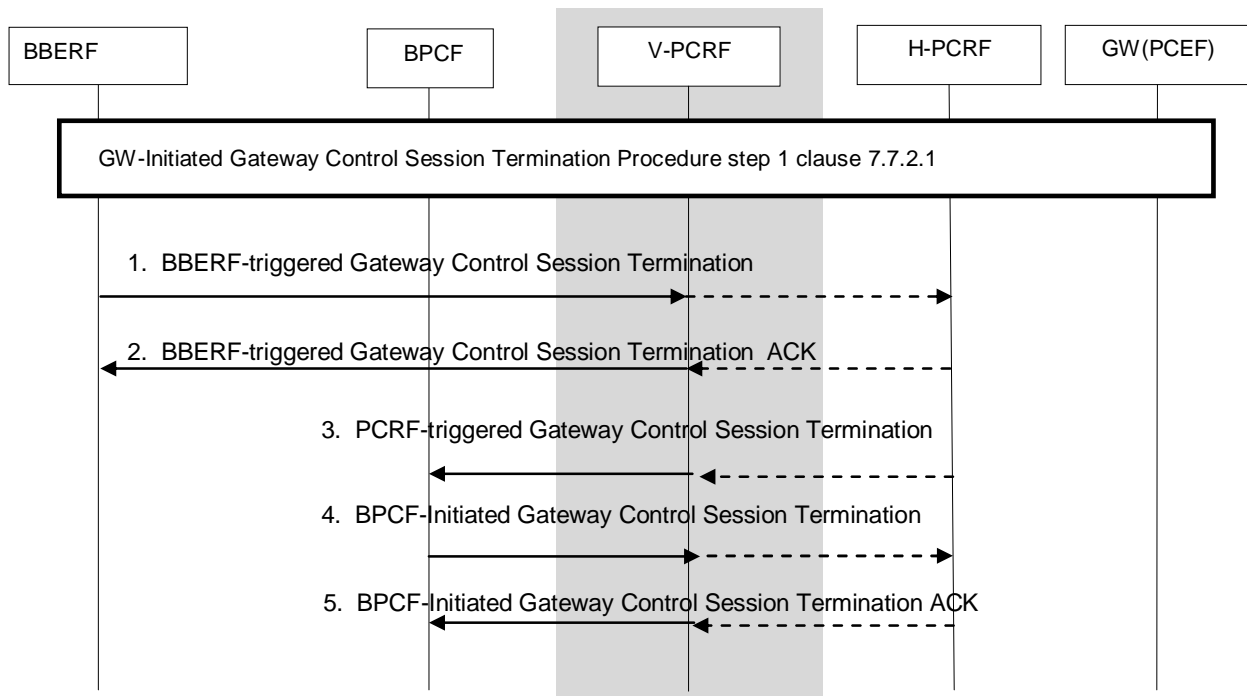 BBERF
BPCF
V-PCRF
H-PCRF
GW(PCEF)
GW-Initiated Gateway Control Session Termination Procedure step 1 clause 7.7.2.1
1. BBERF-triggered Gateway Control Session Termination
2. BBERF-triggered Gateway Control Session Termination ACK
3. PCRF-triggered Gateway Control Session Termination
4. BPCF-Initiated Gateway Control Session Termination
5. BPCF-Initiated Gateway Control Session Termination ACK